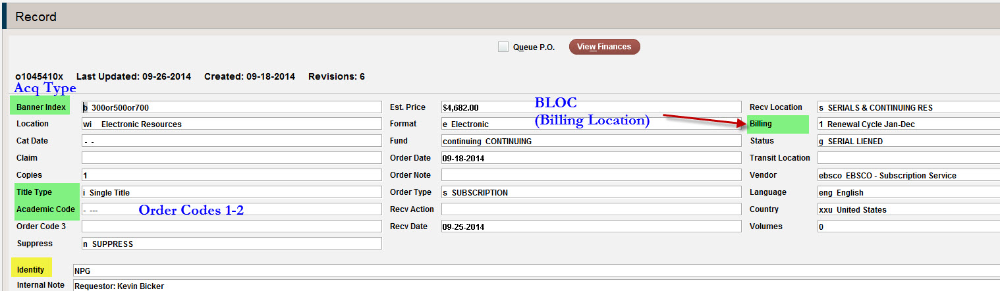 Record
Queue P.O. View Finances
o1045410x Last Updated: 09-26-2014 Created: 09-18-2014 Revisions: 6
Acq Type
Banner Index b 300or500or700 Est. Price $4,682.00 BLOC Recv Location s SERIALS & CONTINUING RES
Location wi Electronic Resources Format e Electronic (Billing Location) Billing 1 Renewal Cycle Jan-Dec
Cat Date - - Fund continuing CONTINUING Status g SERIAL LIENED
Claim Order Date 09-18-2014 Transit Location
Copies 1 Order Note Vendor ebsco EBSCO - Subscription Service
Title Type i Single Title Order Type s SUBSCRIPTION Language eng English
Academic Code - --- Order Codes 1-2 Recv Action Country xxu United States
Order Code 3 Recv Date 09-25-2014 Volumes 0
Suppress n SUPPRESS
Identity NPG
Internal Note Requestor: Kevin Bicker